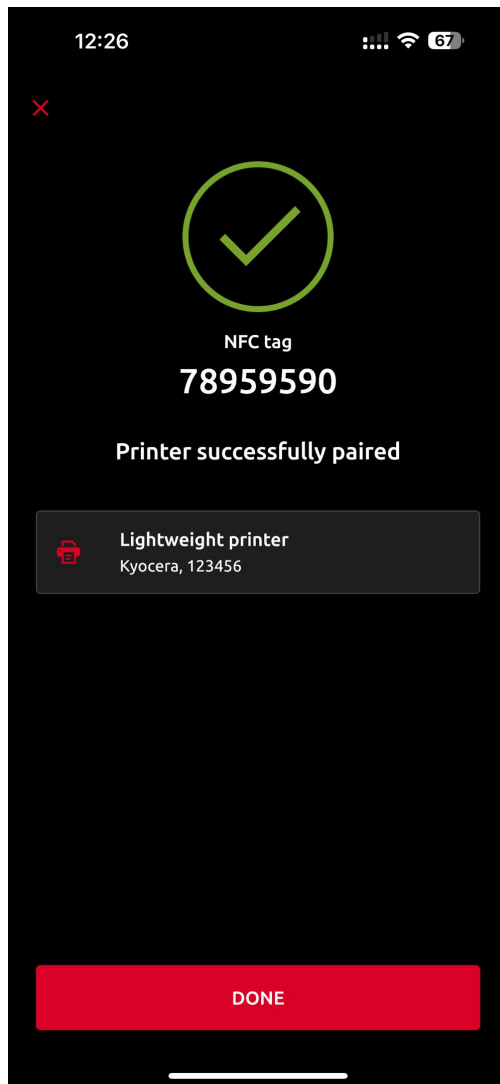 12:26
67
NFC tag
78959590
Printer successfully paired
Lightweight printer
Kyocera, 123456
DONE